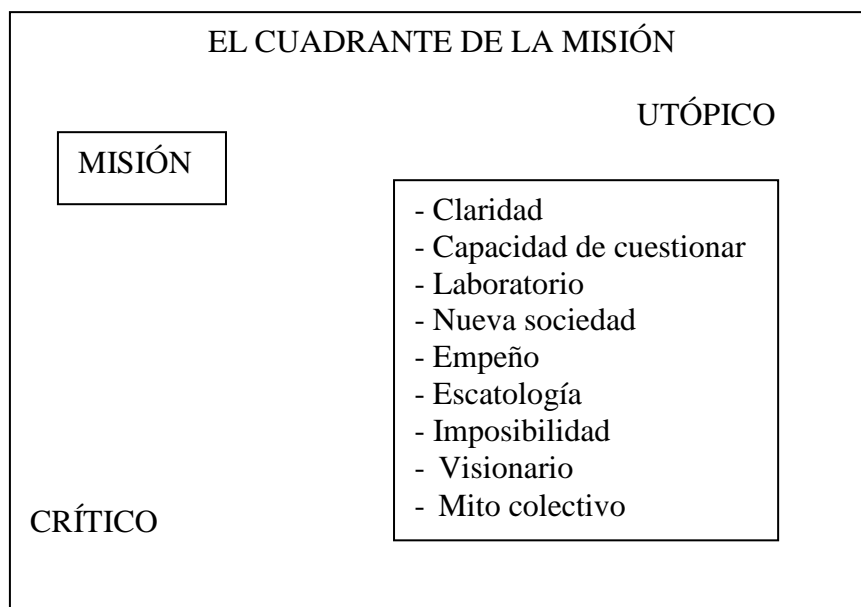 EL CUADRANTE DE LA MISIÓN
UTÓPICO
MISIÓN
- Claridad
- Capacidad de cuestionar
- Laboratorio
- Nueva sociedad
- Empeño
- Escatología
- Imposibilidad
- Visionario
- Mito colectivo
CRÍTICO